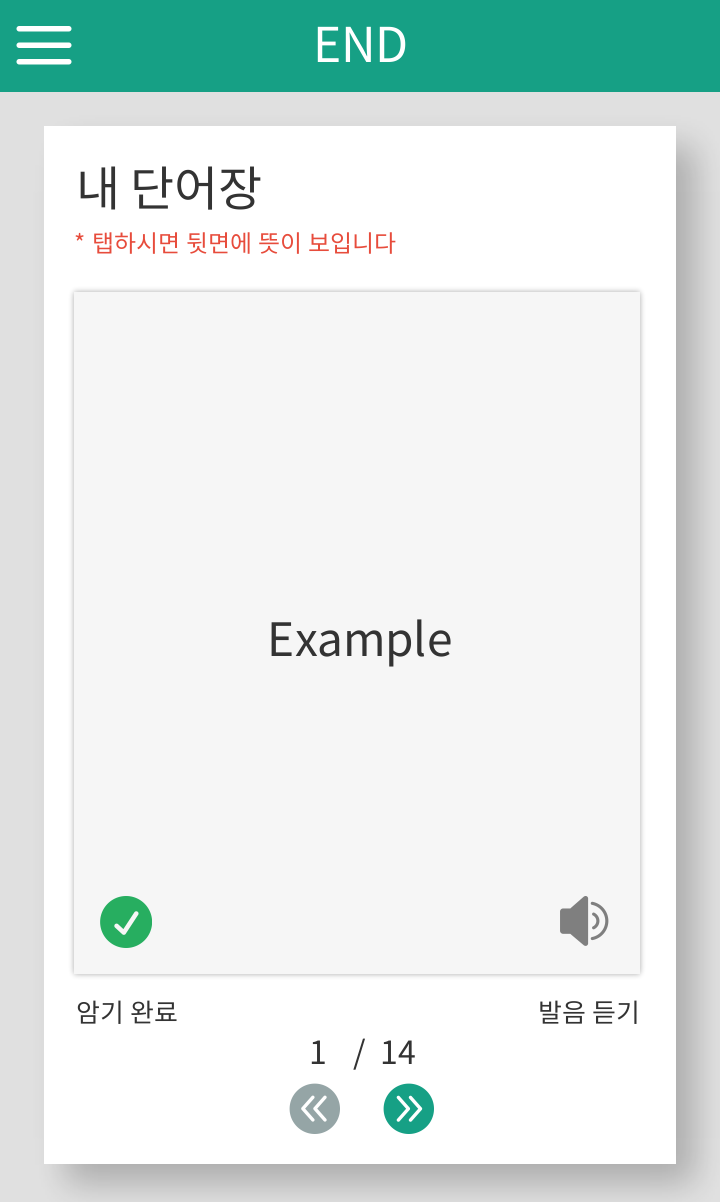 END
내 단어장
* 탭하시면 뒷면에 뜻이 보입니다
Example
암기 완료 발음 듣기
1 / 14